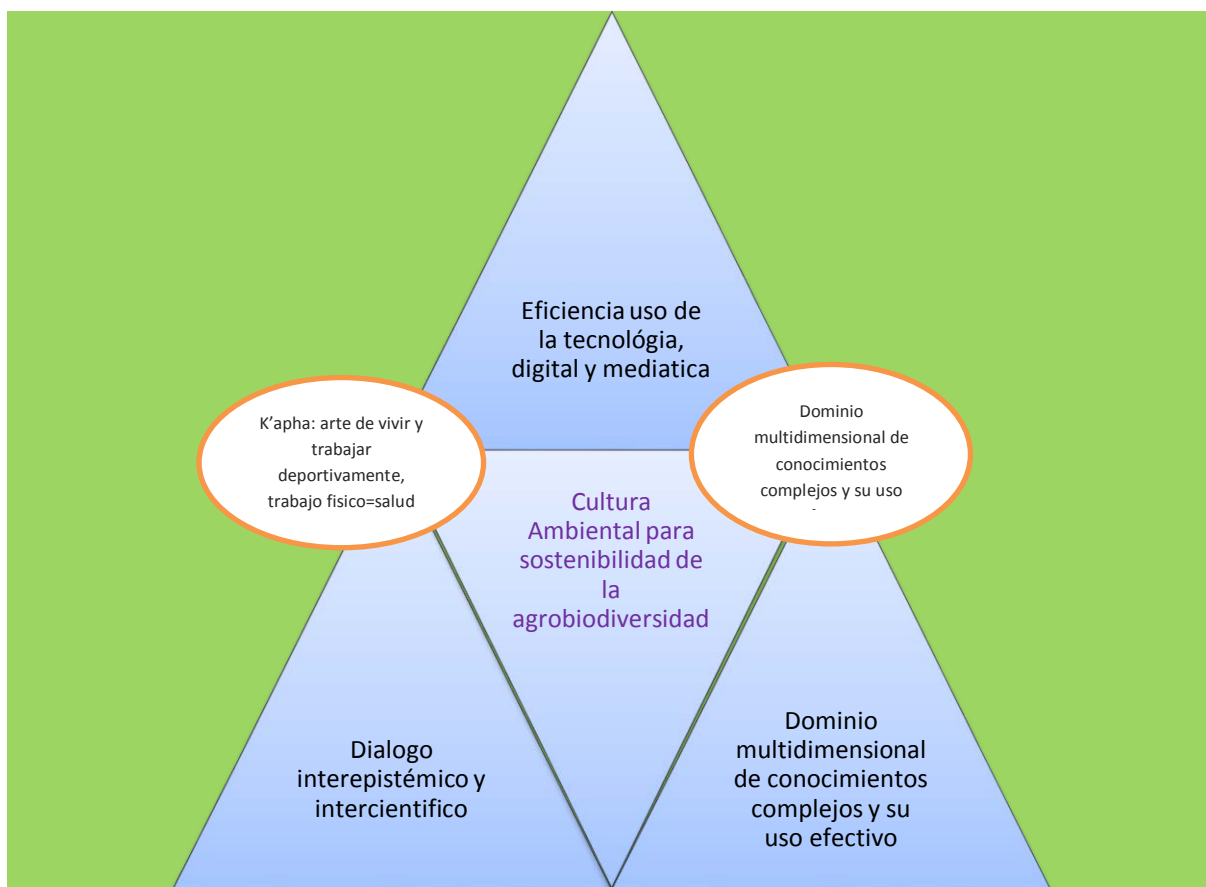 Eficiencia uso de
la tecnológia,
digital y mediatica
K'apha: arte de vivir y
trabajar
deportivamente,
trabajo fisico=salud
Dominio
multidimensional de
conocimientos
complejos y su uso
Cultura
Ambiental para
sostenibilidad de
la
agrobiodiversidad
Dialogo
interepistémico y
intercientifico
Dominio
multidimensional
de conocimientos
complejos y su
uso efectivo